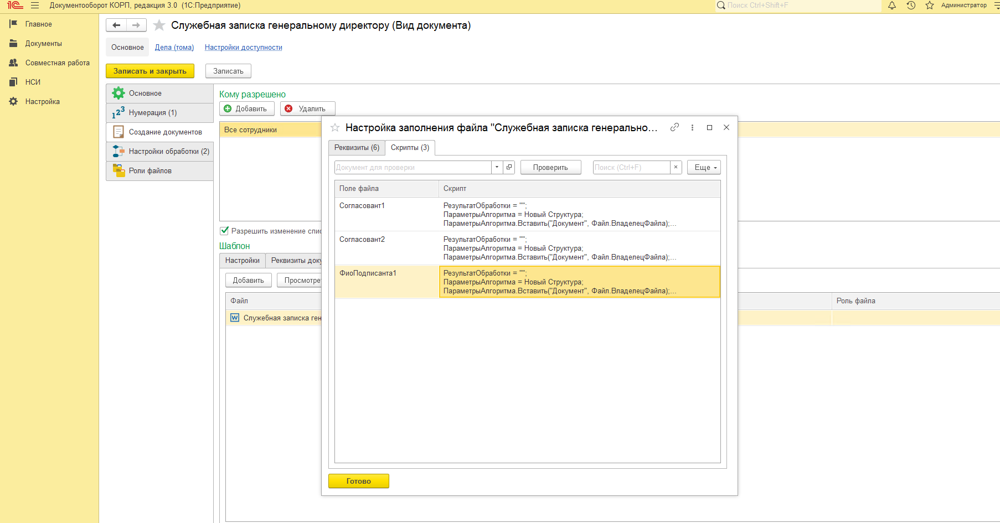 1С Документооборот КОРП, редакция 3.0 (1С:Предприятие)
Поиск Ctrl+Shift+F
Администратор
Главное
Документы
Совместная работа
НСИ
Настройка
Служебная записка генеральному директору (Вид документа)
Основное Дела (тома) Настройки доступности
Записать и закрыть Записать
Основное
Нумерация (1)
Создание документов
Настройки обработки (2)
Роли файлов
Кому разрешено
Добавить Удалить
Все сотрудники
Разрешить изменение спис
Шаблон
Настройки Реквизиты доку
Добавить Просмотре
Файл Роль файла
Служебная записка ген
Настройка заполнения файла "Служебная записка генерально...
Реквизиты (6) Скрипты (3)
Документ для проверки Проверить Поиск (Ctrl+F) × Еще
Поле файла Скрипт
Согласовант1
РезультатОбработки = "";
ПараметрыАлгоритма = Новый Структура;
ПараметрыАлгоритма.Вставить("Документ", Файл.ВладелецФайла);...
Согласовант2
РезультатОбработки = "";
ПараметрыАлгоритма = Новый Структура;
ПараметрыАлгоритма.Вставить("Документ", Файл.ВладелецФайла);...
ФиоПодписанта1
РезультатОбработки = "";
ПараметрыАлгоритма = Новый Структура;
ПараметрыАлгоритма.Вставить("Документ", Файл.ВладелецФайла);...
Готово